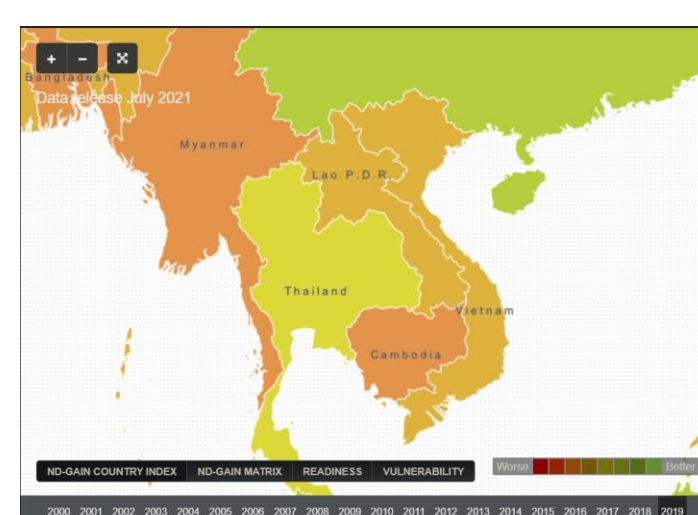 + −
Bangladesh
Data release July 2021
Myanmar
Lao P.D.R.
Thailand
Vietnam
Cambodia
ND-GAIN COUNTRY INDEX ND-GAIN MATRIX READINESS VULNERABILITY
Worse Better
2000 2001 2002 2003 2004 2005 2006 2007 2008 2009 2010 2011 2012 2013 2014 2015 2016 2017 2018 2019